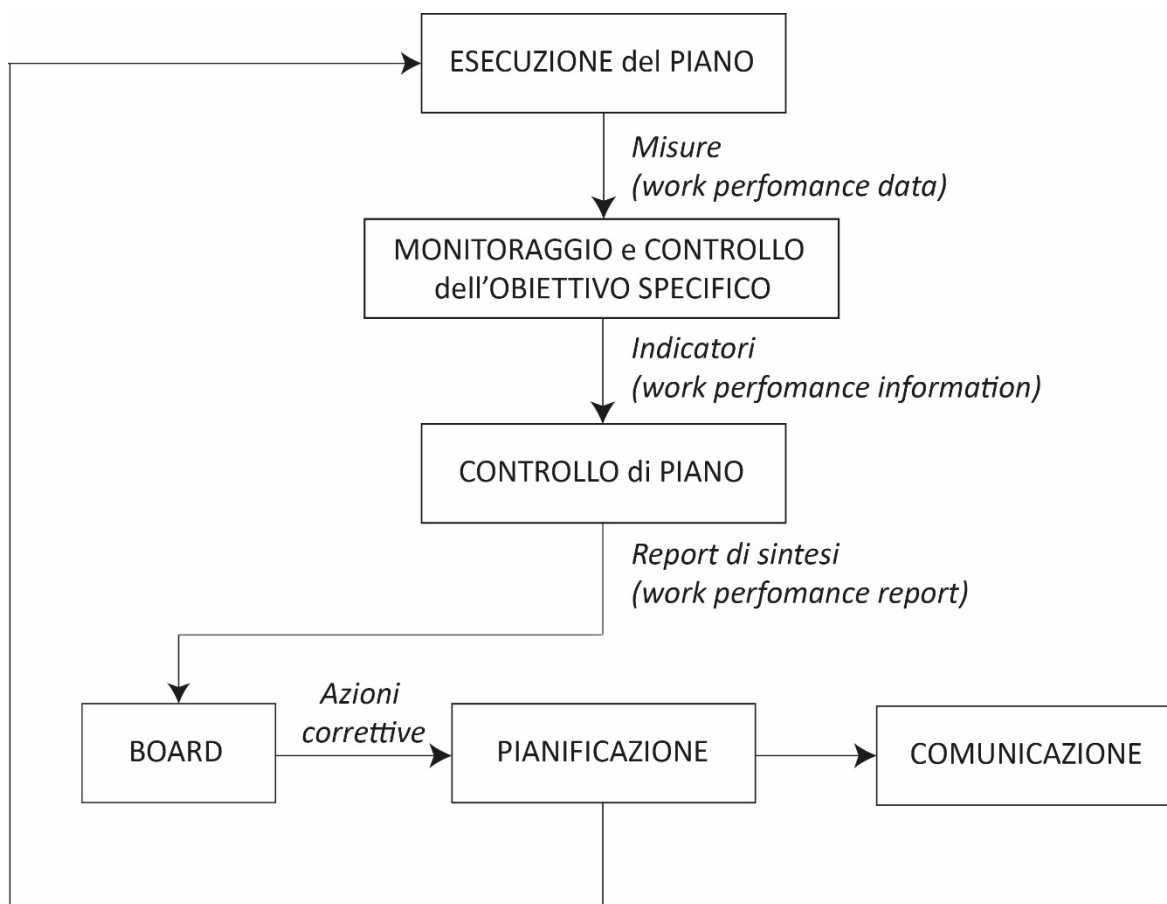 ESECUZIONE del PIANO
Misure
(work perfomance data)
MONITORAGGIO e CONTROLLO
dell’OBIETTIVO SPECIFICO
Indicatori
(work perfomance information)
CONTROLLO di PIANO
Report di sintesi
(work perfomance report)
BOARD
Azioni
correttive
PIANIFICAZIONE
COMUNICAZIONE